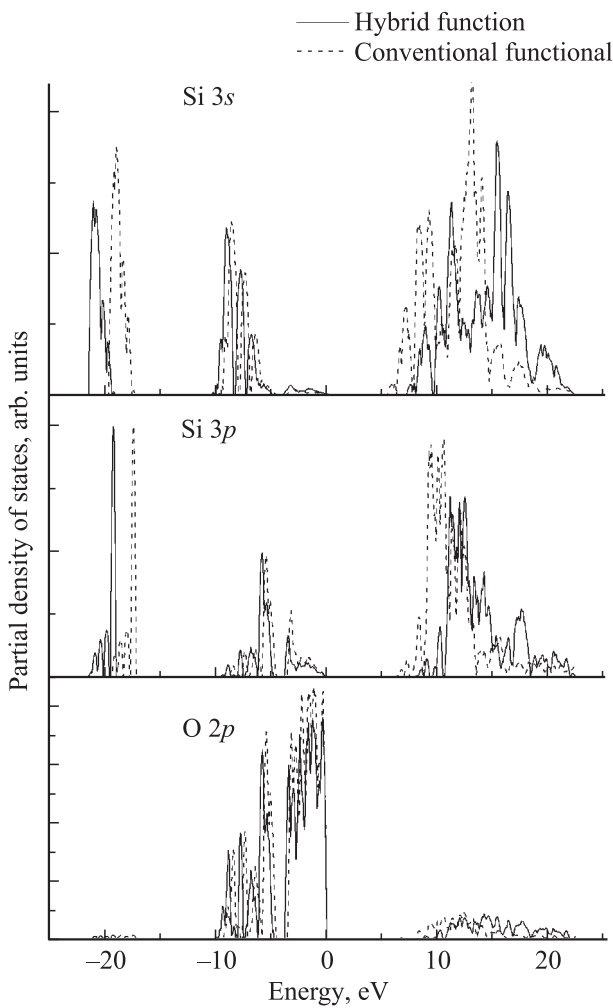 Hybrid function
Conventional functional
Si 3s
Si 3p
O 2p
Partial density of states, arb. units
–20 –10 0 10 20
Energy, eV